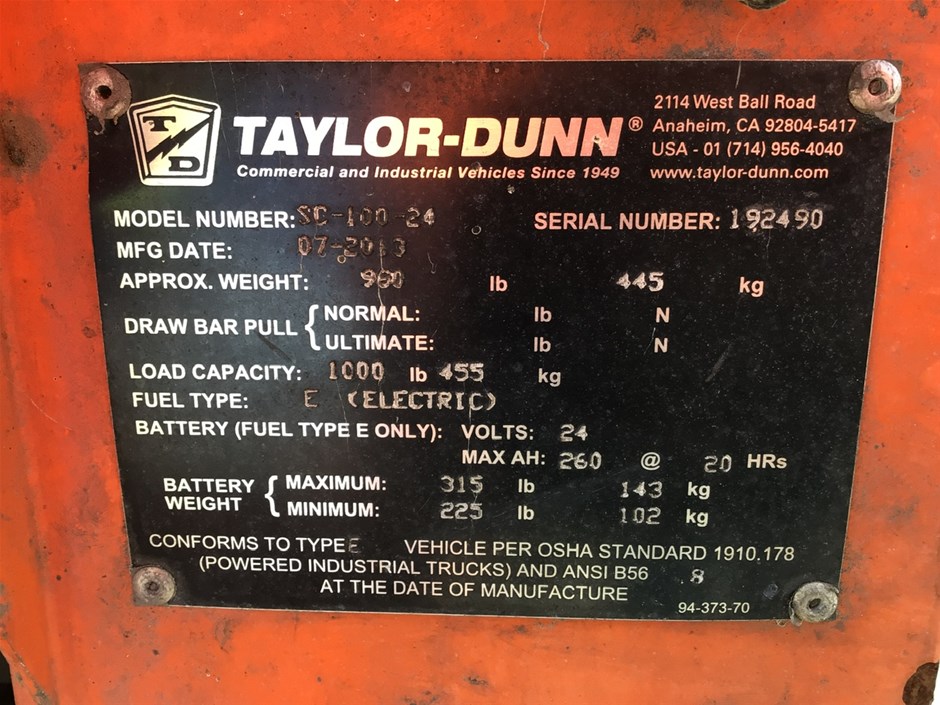 TD
TAYLOR-DUNN®
Commercial and Industrial Vehicles Since 1949
2114 West Ball Road
Anaheim, CA 92804-5417
USA - 01 (714) 956-4040
www.taylor-dunn.com
MODEL NUMBER: SC-100-24 SERIAL NUMBER: 192490
MFG DATE: 07-2013
APPROX. WEIGHT: 980 lb 445 kg
DRAW BAR PULL { NORMAL: lb N
ULTIMATE: lb N
LOAD CAPACITY: 1000 lb 455 kg
FUEL TYPE: E (ELECTRIC)
BATTERY (FUEL TYPE E ONLY): VOLTS: 24
MAX AH: 260 @ 20 HRs
BATTERY WEIGHT { MAXIMUM: 315 lb 143 kg
MINIMUM: 225 lb 102 kg
CONFORMS TO TYPE E VEHICLE PER OSHA STANDARD 1910.178
(POWERED INDUSTRIAL TRUCKS) AND ANSI B56 .8
AT THE DATE OF MANUFACTURE
94-373-70